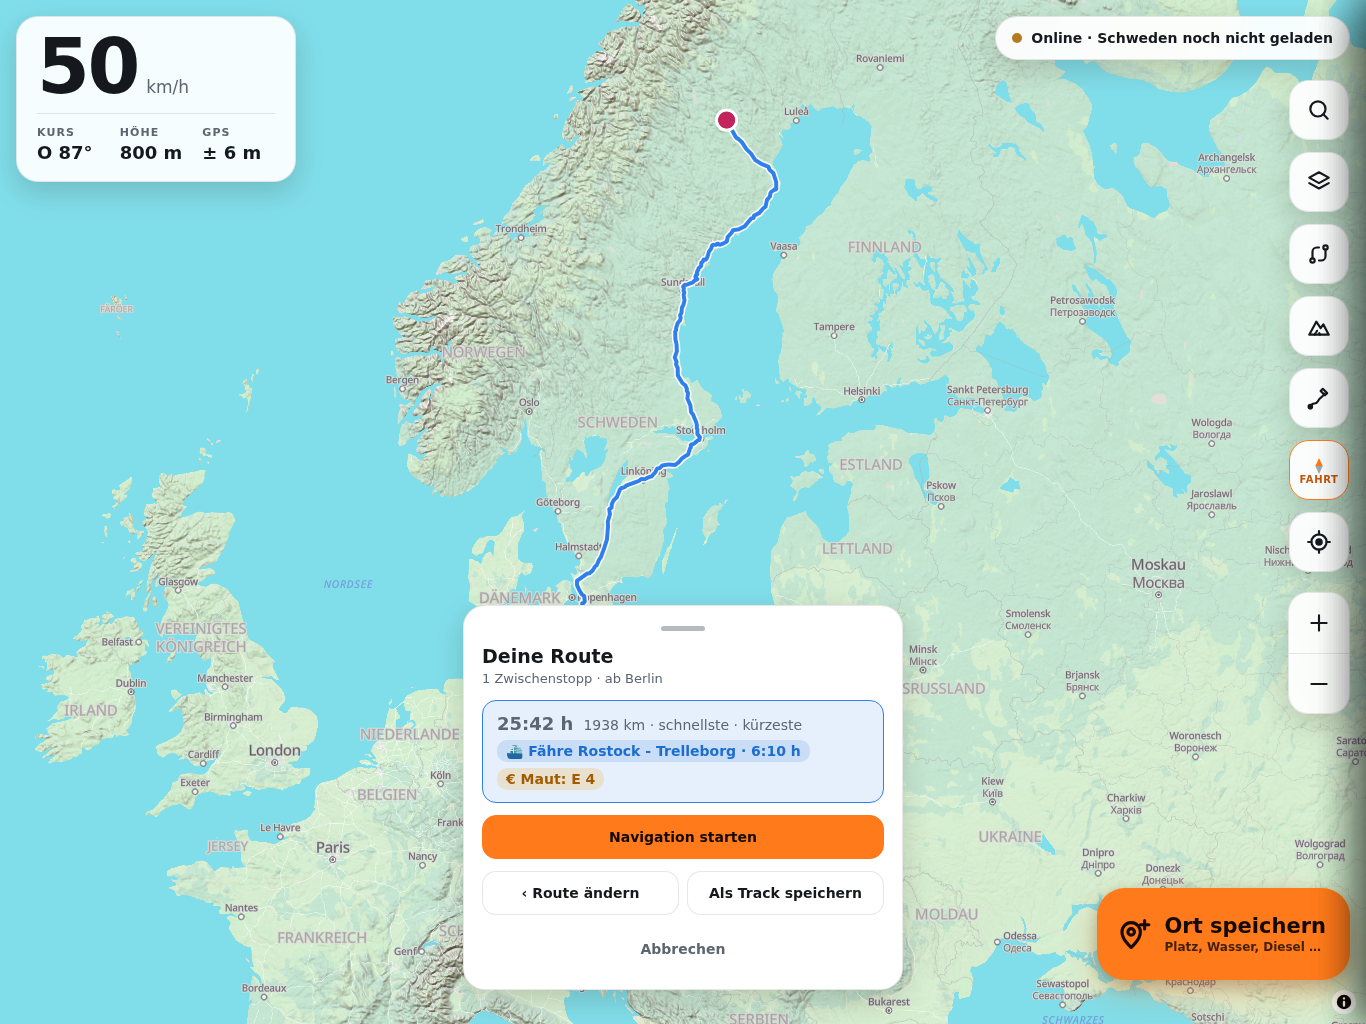 50 km/h
KURS HÖHE GPS
O 87° 800 m ± 6 m
Online · Schweden noch nicht geladen
Rovaniemi
Luleå
Archangelsk
Архангельск
Trondheim
Vaasa
FINNLAND
FÄRÖER
Petrosawodsk
Петрозаводск
Tampere
NORWEGEN
Bergen
Oslo
Helsinki
Sankt Petersburg
Санкт-Петербург
SCHWEDEN
Wologda
Вологда
ESTLAND
Pskow
Псков
FAHRT
Göteborg
Jaroslawl
Ярославль
Halmstad
LETTLAND
Moskau
Москва
NORDSEE
Glasgow
DÄNEMARK
Smolensk
Смоленск
VEREINIGTES
KÖNIGREICH
Belfast
Minsk
Мінск
Manchester
Dublin
Brjansk
Брянск
IRLAND
Birmingham
NIEDERLANDE
Woronesch
Воронеж
London
Cardiff
Köln
Exeter
BELGIEN
Kiew
Київ
Charkiw
Харків
Le Havre
UKRAINE
JERSEY
Paris
Nancy
Dnipro
Дніпро
Donezk
Донецьк
Wolgograd
Волгоград
Nantes
MOLDAU
FRANKREICH
Genf
Odessa
Одеса
Bordeaux
Sewastopol
Севастополь
Краснодар
Bukarest
SERBIEN
SCHWARZES
Sotschi
Deine Route
1 Zwischenstopp · ab Berlin
25:42 h 1938 km · schnellste · kürzeste
Fähre Rostock - Trelleborg · 6:10 h
€ Maut: E 4
Navigation starten
‹ Route ändern
Als Track speichern
Abbrechen
Ort speichern
Platz, Wasser, Diesel …